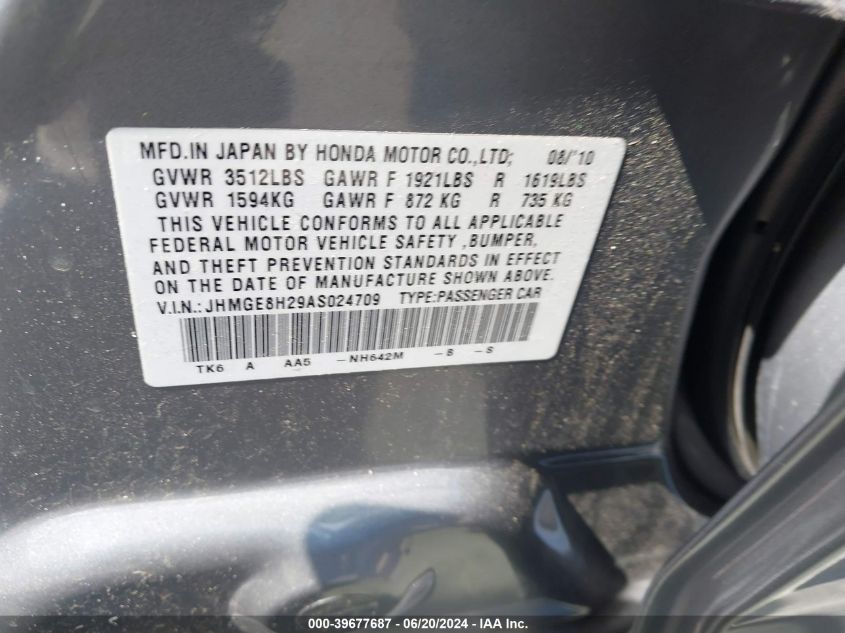 MFD.IN JAPAN BY HONDA MOTOR CO.,LTD; 08/'10
GVWR 3512LBS GAWR F 1921LBS R 1619LBS
GVWR 1594KG GAWR F 872 KG R 735 KG
THIS VEHICLE CONFORMS TO ALL APPLICABLE
FEDERAL MOTOR VEHICLE SAFETY ,BUMPER,
AND THEFT PREVENTION STANDARDS IN EFFECT
ON THE DATE OF MANUFACTURE SHOWN ABOVE.
V.I.N.:JHMGE8H29AS024709 TYPE:PASSENGER CAR
TK6 A AA5 -NH642M -8 -S
000-39677687 - 06/20/2024 - IAA Inc.